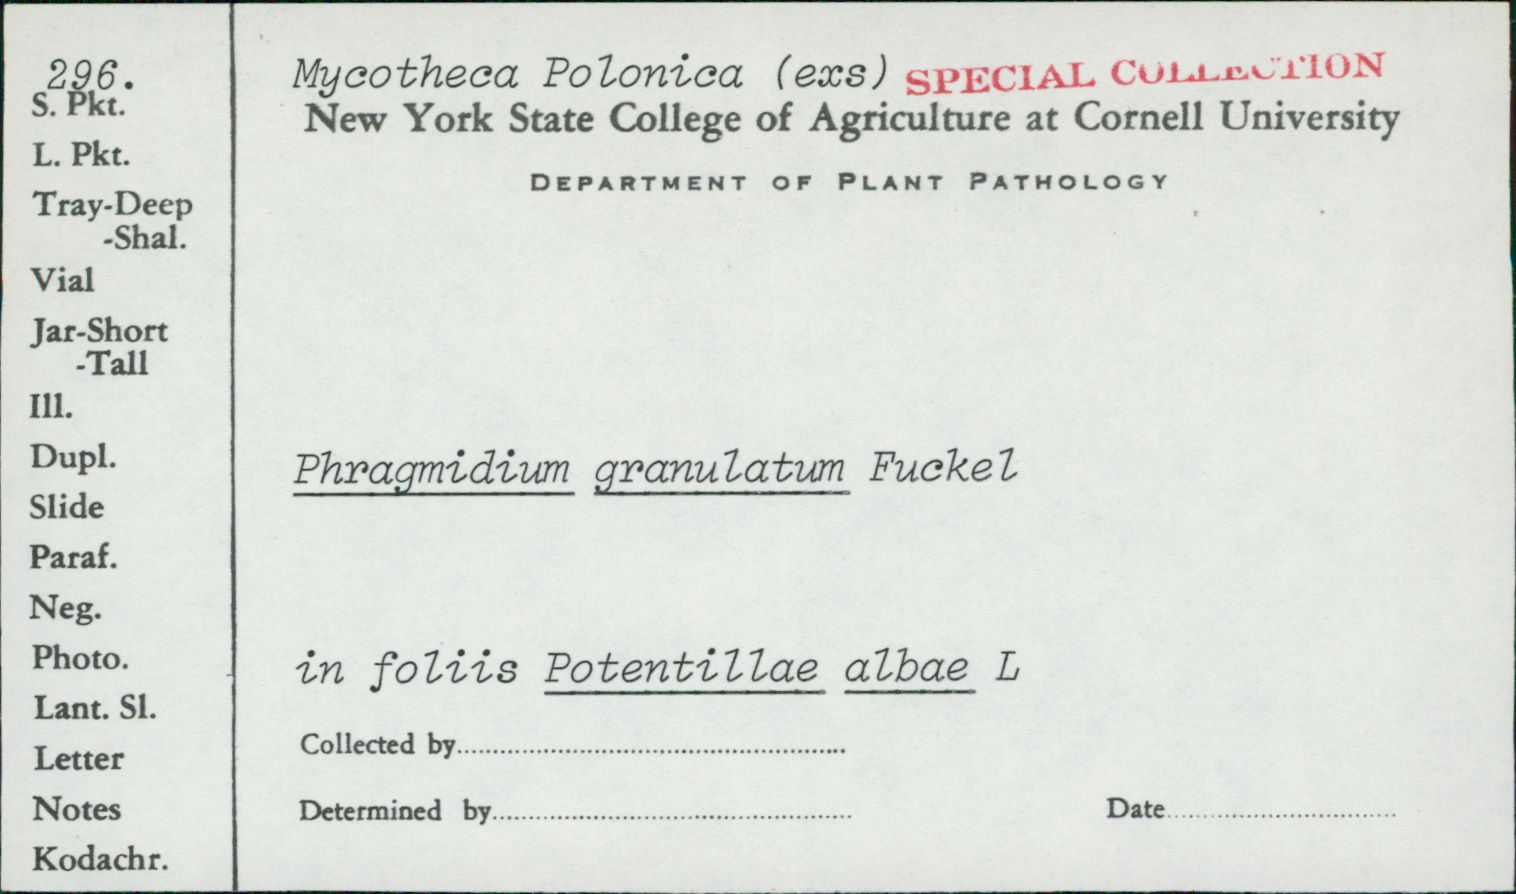 296.
S. Pkt.
L. Pkt.
Tray-Deep
-Shal.
Vial
Jar-Short
-Tall
Ill.
Dupl.
Slide
Paraf.
Neg.
Photo.
Lant. Sl.
Letter
Notes
Kodachr.
Mycotheca Polonica (exs) SPECIAL COLLECTION
New York State College of Agriculture at Cornell University
DEPARTMENT OF PLANT PATHOLOGY
Phragmidium granulatum Fuckel
in foliis Potentillae albae L
Collected by
Determined by Date